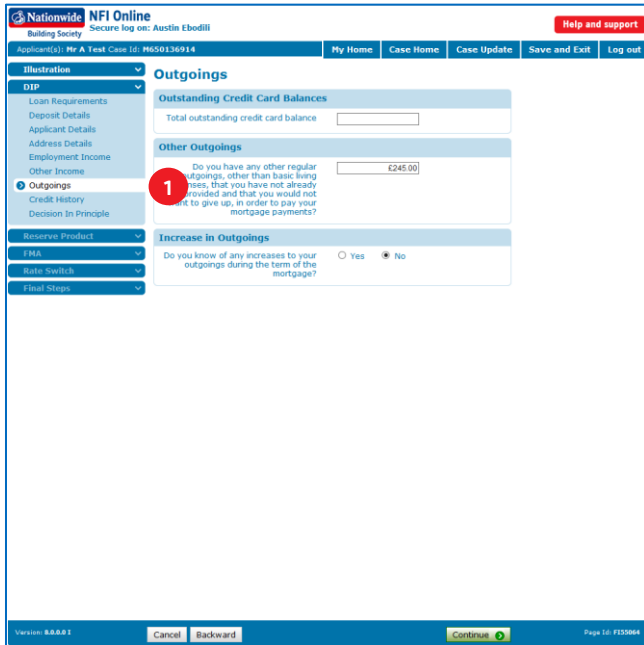 Nationwide
Building Society
NFI Online
Secure log on: Austin Ebodili
Help and support
Applicant(s): Mr A Test Case Id: M650136914
My Home
Case Home
Case Update
Save and Exit
Log out
Illustration
DIP
Loan Requirements
Deposit Details
Applicant Details
Address Details
Employment Income
Other Income
Outgoings
Credit History
Decision In Principle
Reserve Product
FMA
Rate Switch
Final Steps
Outgoings
Outstanding Credit Card Balances
Total outstanding credit card balance
Other Outgoings
1
Do you have any other regular
outgoings, other than basic living
nses, that you have not already
provided and that you would not
nt to give up, in order to pay your
mortgage payments?
£245.00
Increase in Outgoings
Do you know of any increases to your
outgoings during the term of the
mortgage?
Yes
No
Version: 8.0.0.0 I
Cancel
Backward
Continue
Page Id: F155064